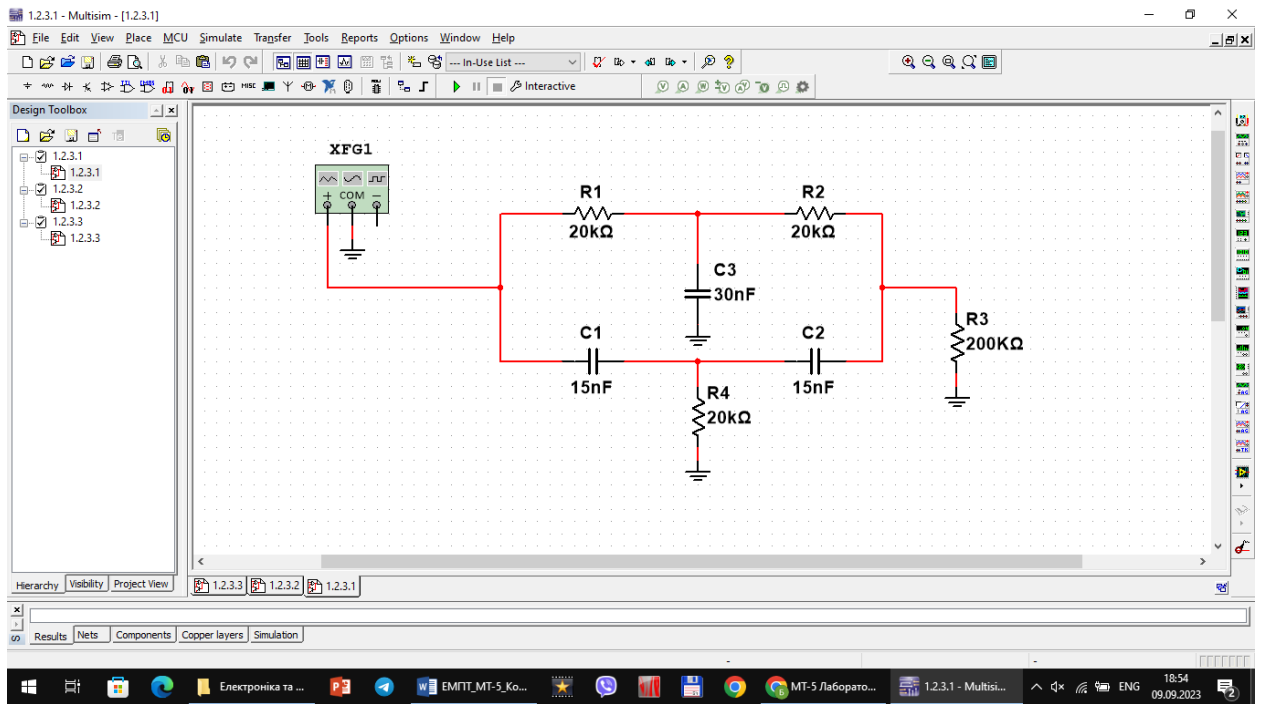 1.2.3.1 - Multisim - [1.2.3.1]
File Edit View Place MCU Simulate Transfer Tools Reports Options Window Help
--- In-Use List ---
Interactive
Design Toolbox
1.2.3.1
1.2.3.1
1.2.3.2
1.2.3.2
1.2.3.3
1.2.3.3
XFG1
+ COM −
R1
20kΩ
R2
20kΩ
C3
30nF
C1
15nF
C2
15nF
R3
200KΩ
R4
20kΩ
Hierarchy Visibility Project View
1.2.3.3 1.2.3.2 1.2.3.1
Results Nets Components Copper layers Simulation
Електроніка та ...
ЕМПТ_МТ-5_Ко...
МТ-5 Лаборато...
1.2.3.1 - Multisi...
ENG
18:54
09.09.2023